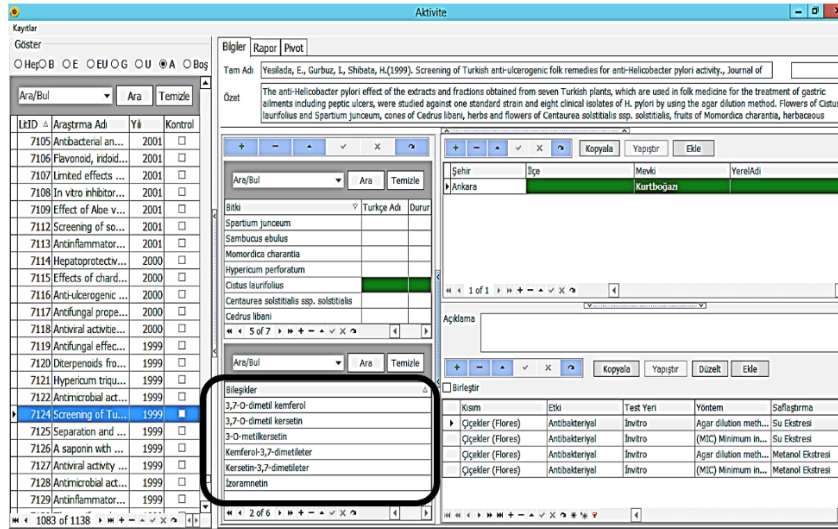 Aktivite
Kayıtlar
Göster
Hep B E EU G U A Boş
Ara/Bul Ara Temizle
LitID Araştırma Adı Yıl Kontrol
7105 Antibacterial an... 2001
7106 Flavonoid, iridoid... 2001
7107 Limited effects ... 2001
7108 In vitro inhibitor... 2001
7109 Effect of Aloe v... 2001
7112 Screening of so... 2001
7113 Antinflammator... 2001
7114 Hepatoprotectiv... 2000
7115 Effects of chard... 2000
7116 Anti-ulcerogenic ... 2000
7117 Antifungal prope... 2000
7118 Antiviral activitie... 2000
7119 Antifungal effec... 1999
7120 Diterpenoids fro... 1999
7121 Hypericum triqu... 1999
7122 Antimicrobial act... 1999
7124 Screening of Tu... 1999
7125 Separation and ... 1999
7126 A saponin with ... 1999
7127 Antiviral activity ... 1999
7128 Antimicrobial act... 1999
7129 Antinflammator... 1999
1083 of 1138
Bilgiler Rapor Pivot
Tam Adı Yesilada, E., Gurbuz, I., Shibata, H.(1999). Screening of Turkish anti-ulcerogenic folk remedies for anti-Helicobacter pylori activity., Journal of
Özet The anti-Helicobacter pylori effect of the extracts and fractions obtained from seven Turkish plants, which are used in folk medicine for the treatment of gastric
ailments including peptic ulcers, were studied against one standard strain and eight clinical isolates of H. pylori by using the agar dilution method. Flowers of Cistus
laurifolius and Spartium junceum, cones of Cedrus libani, herbs and flowers of Centaurea solstitialis ssp. solstitialis, fruits of Momordica charantia, herbaceous
Ara/Bul Ara Temizle
Bitki Turkçe Adı Durur
Spartium junceum
Sambucus ebulus
Momordica charantia
Hypericum perforatum
Cistus laurifolius
Centaurea solstitialis ssp. solstitialis
Cedrus libani
5 of 7
Ara/Bul Ara Temizle
Bileşikler
3,7-O-dimetil kemferol
3,7-O-dimetil kersetin
3-O-metilkersetin
Kemferol-3,7-dimetileter
Kersetin-3,7-dimetileter
İzoramnetin
2 of 6
Kopyala Yapıştır Ekle
Şehir İlçe Mevki YerelAdi
Ankara Kurtboğazı
1 of 1
Açıklama
Kopyala Yapıştır Düzelt Ekle
Birleştir
Kısım Etki Test Yeri Yöntem Saflaştırma
Çiçekler (Flores) Antibakteriyal İnvitro Agar dilution meth... Su Ekstresi
Çiçekler (Flores) Antibakteriyal İnvitro (MIC) Minimum in... Su Ekstresi
Çiçekler (Flores) Antibakteriyal İnvitro Agar dilution meth... Metanol Ekstresi
Çiçekler (Flores) Antibakteriyal İnvitro (MIC) Minimum in... Metanol Ekstresi